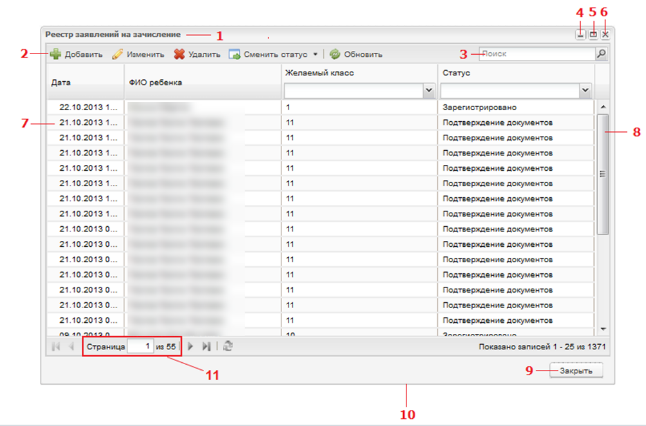 4 5 6
Реестр заявлений на зачисление 1
2 Добавить Изменить Удалить Сменить статус Обновить 3 Поиск
Дата ФИО ребенка Желаемый класс Статус
22.10.2013 1... 1 Зарегистрировано
7 21.10.2013 1... 11 Подтверждение документов 8
21.10.2013 1... 11 Подтверждение документов
21.10.2013 1... 11 Подтверждение документов
21.10.2013 1... 11 Подтверждение документов
21.10.2013 1... 11 Подтверждение документов
21.10.2013 1... 11 Подтверждение документов
21.10.2013 1... 11 Подтверждение документов
21.10.2013 0... 11 Подтверждение документов
21.10.2013 0... 11 Подтверждение документов
21.10.2013 0... 11 Подтверждение документов
21.10.2013 0... 11 Подтверждение документов
21.10.2013 0... 11 Подтверждение документов
21.10.2013 0... 11 Подтверждение документов
21.10.2013 0... 11 Подтверждение документов
09.10.2013 0... 10 Зарегистрировано
Страница 1 из 55 Показано записей 1 - 25 из 1371
11 9 Закрыть
10